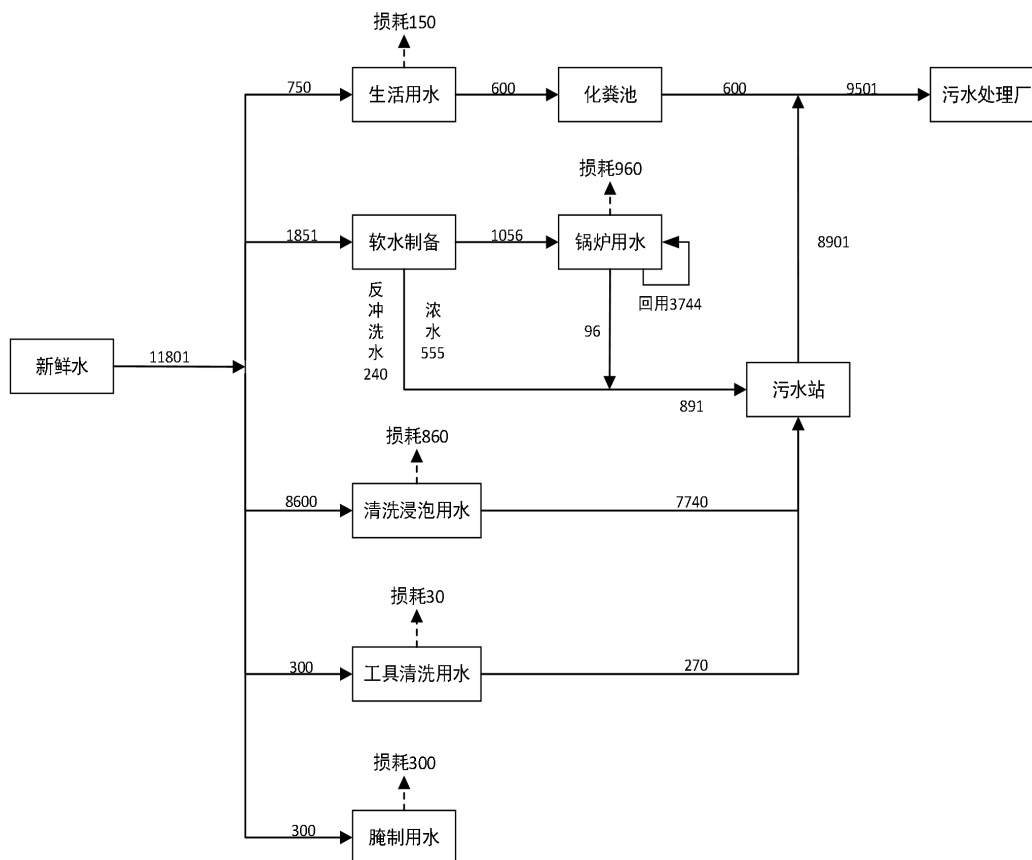 损耗150
750
生活用水
600
化粪池
600
9501
污水处理厂
损耗960
1851
软水制备
1056
锅炉用水
8901
回用3744
反冲洗水
240
浓水
555
96
新鲜水
11801
891
污水站
损耗860
8600
清洗浸泡用水
7740
损耗30
300
工具清洗用水
270
损耗300
300
腌制用水